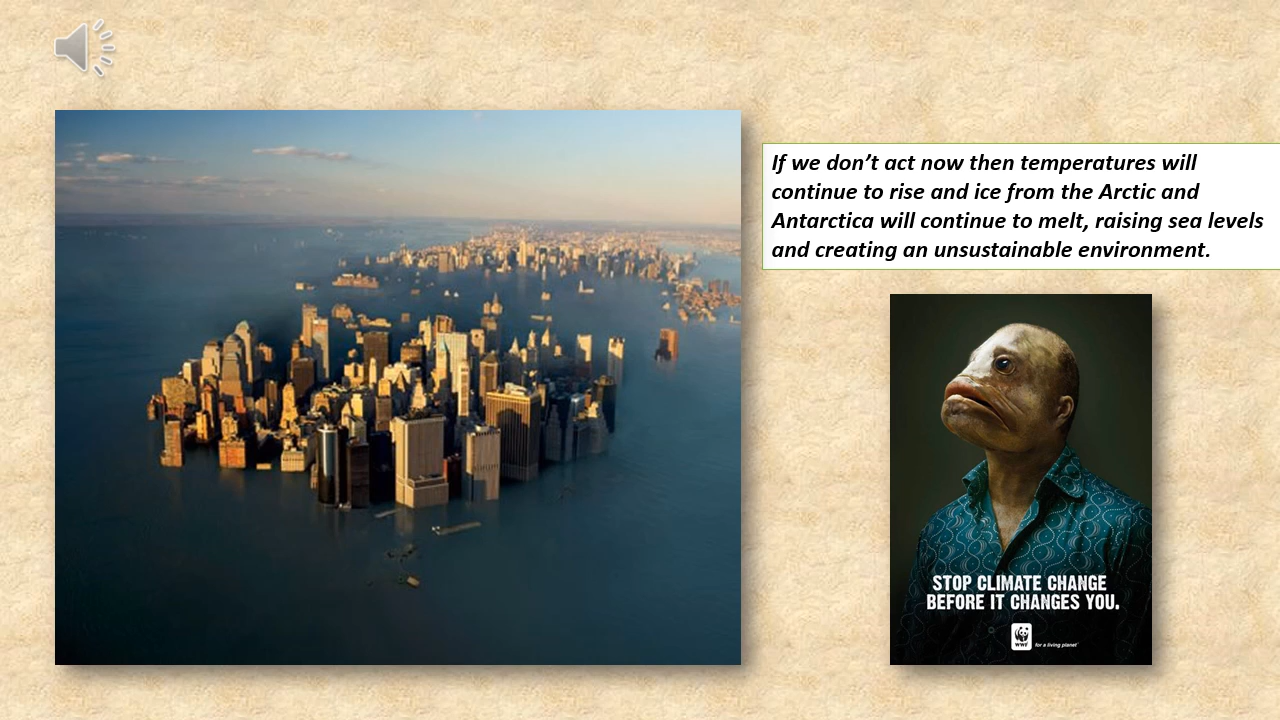 If we don’t act now then temperatures will
continue to rise and ice from the Arctic and
Antarctica will continue to melt, raising sea levels
and creating an unsustainable environment.
STOP CLIMATE CHANGE
BEFORE IT CHANGES YOU.
WWF for a living planet